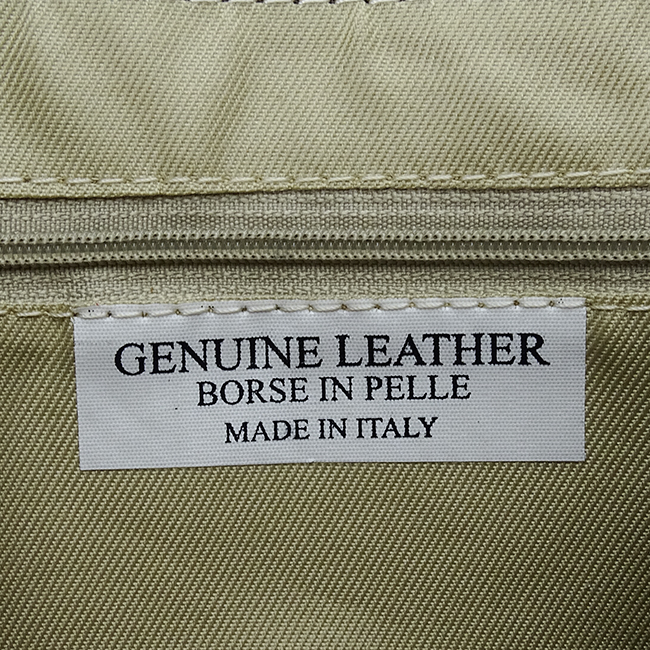 GENUINE LEATHER
BORSE IN PELLE
MADE IN ITALY